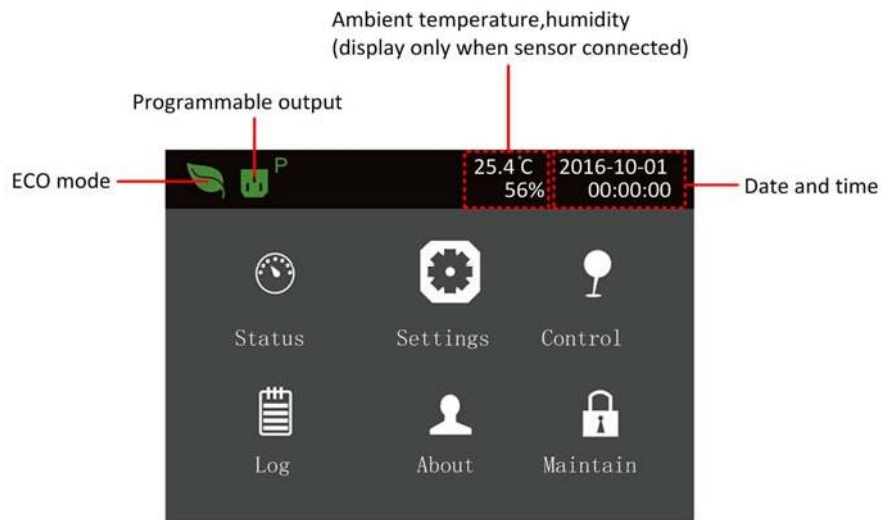 Ambient temperature,humidity
(display only when sensor connected)
Programmable output
ECO mode
P
25.4°C
56%
2016-10-01
00:00:00
Date and time
Status
Settings
Control
Log
About
Maintain